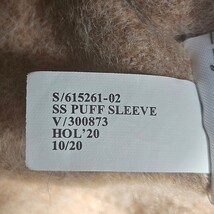 S/615261-02
SS PUFF SLEEVE
V/300873
HOL'20
10/20